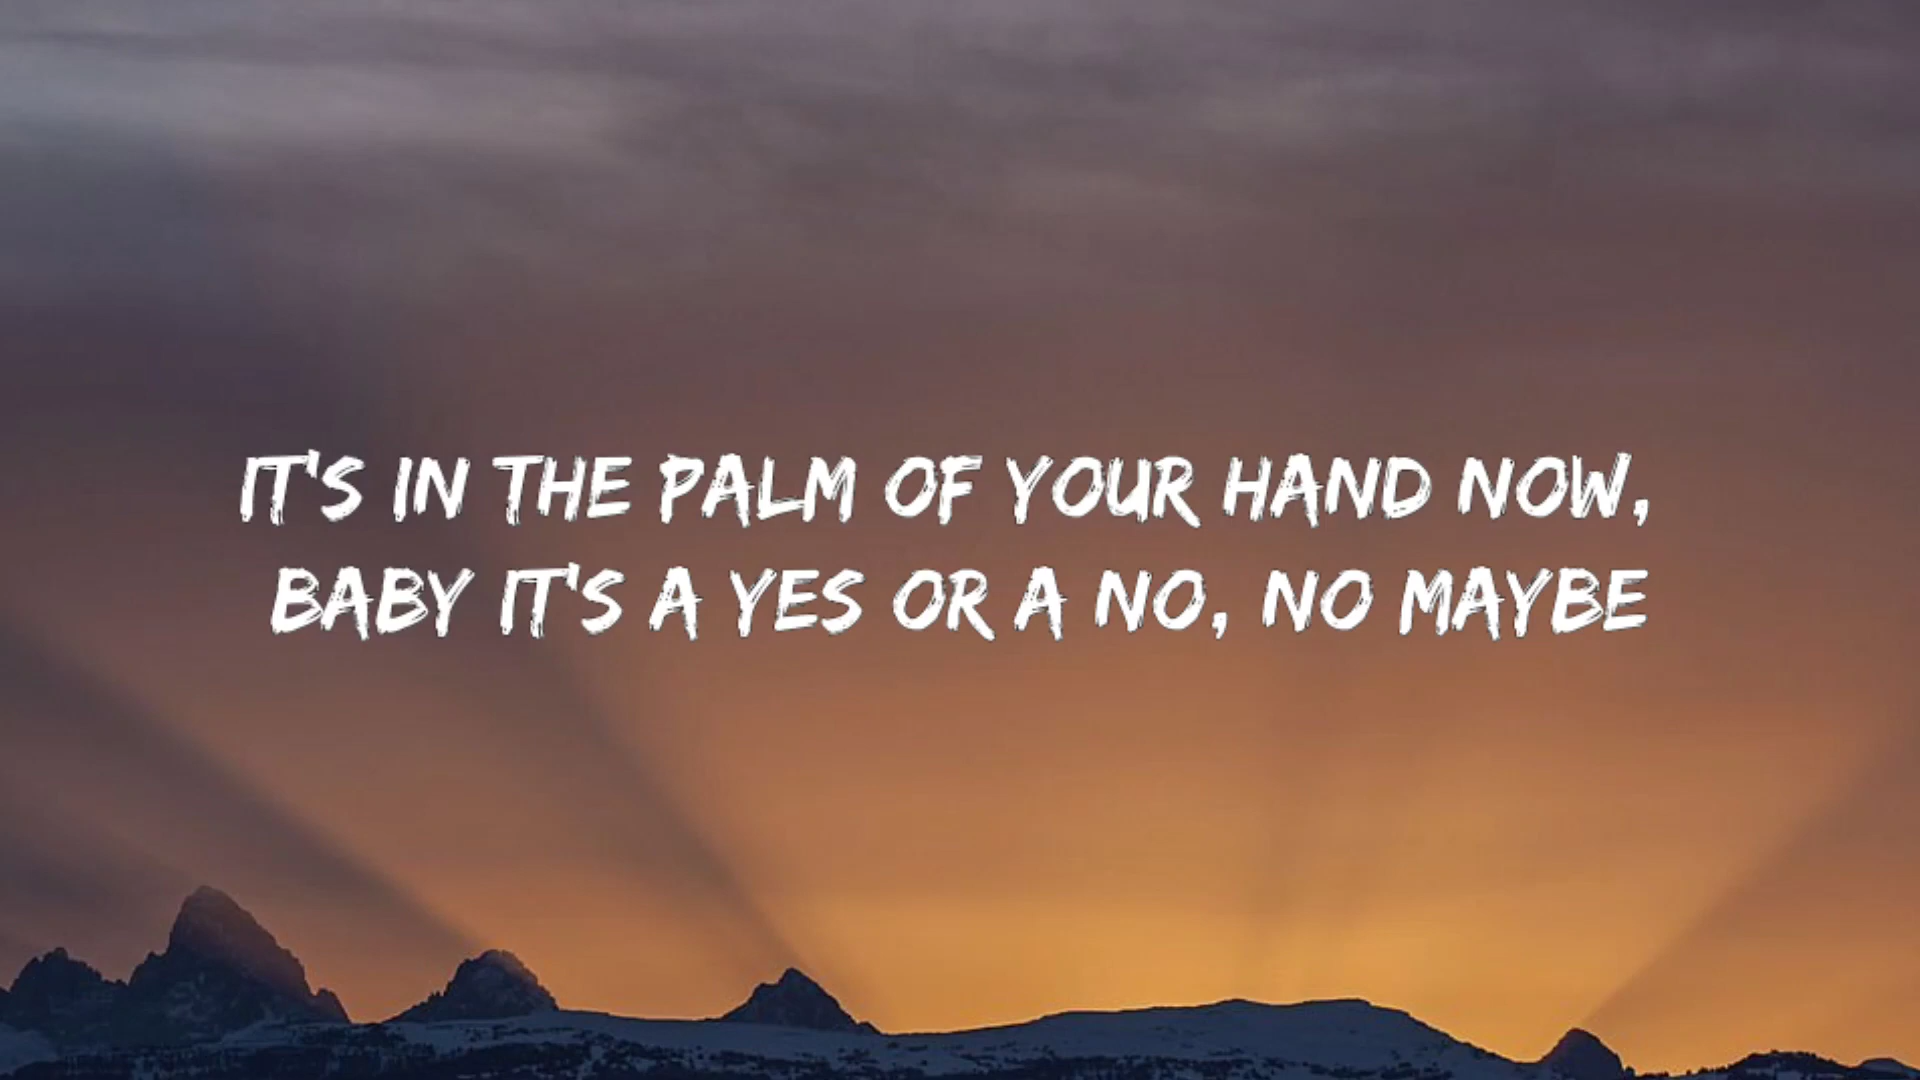 IT'S IN THE PALM OF YOUR HAND NOW,
BABY IT'S A YES OR A NO, NO MAYBE